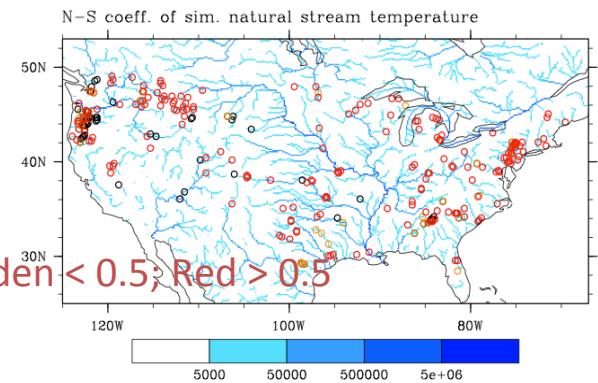 N-S coeff. of sim. natural stream temperature
50N
40N
30N
< 0.5; Red > 0.5
120W 100W 80W
5000 50000 500000 5e+06